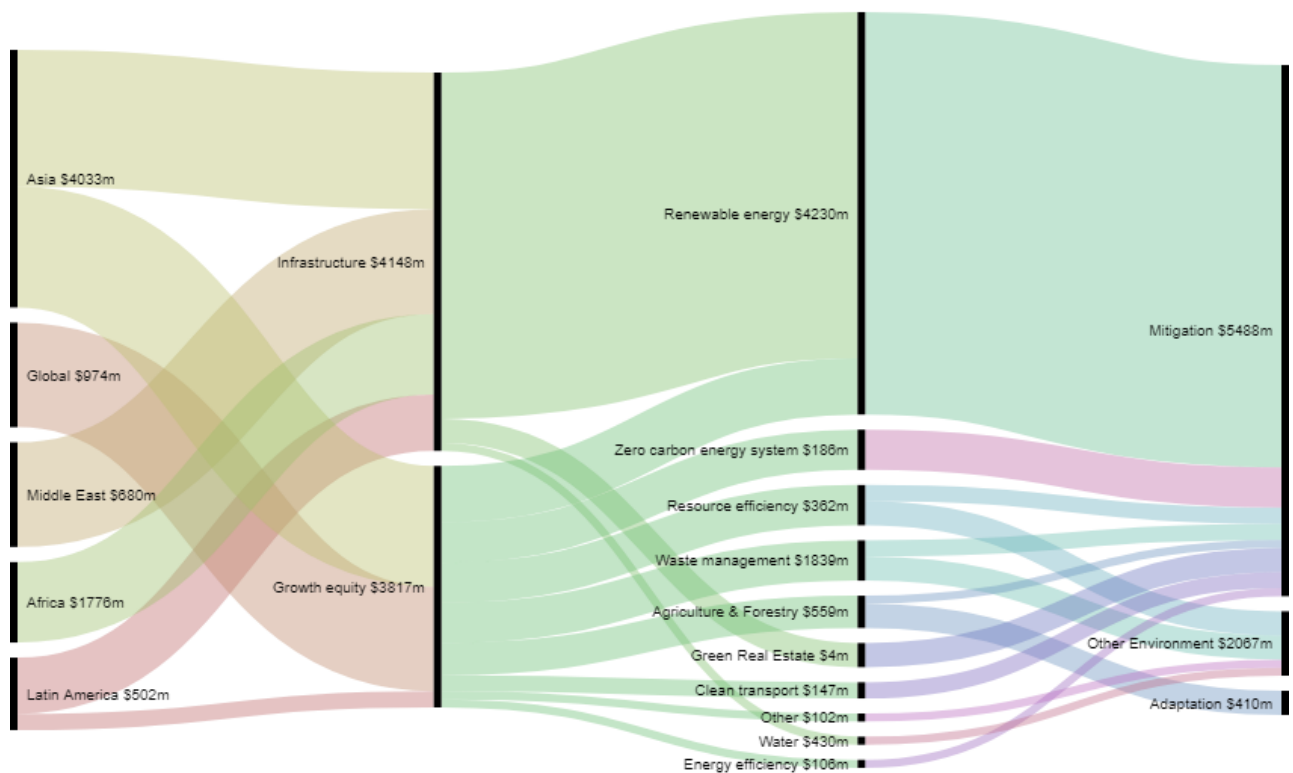 Asia $4033m
Global $974m
Middle East $680m
Africa $1776m
Latin America $502m
Infrastructure $4148m
Growth equity $3817m
Renewable energy $4230m
Zero carbon energy system $186m
Resource efficiency $362m
Waste management $1839m
Agriculture & Forestry $559m
Green Real Estate $4m
Clean transport $147m
Other $102m
Water $430m
Energy efficiency $106m
Mitigation $5488m
Other Environment $2067m
Adaptation $410m